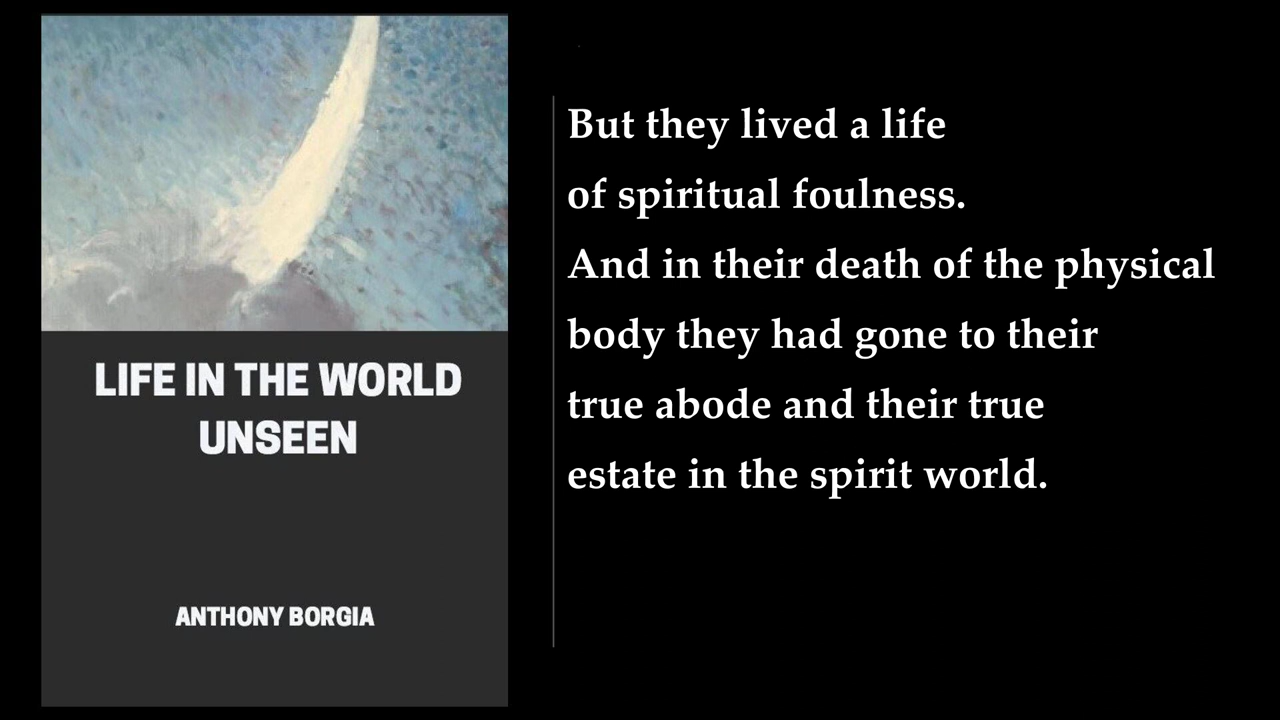 LIFE IN THE WORLD
UNSEEN
ANTHONY BORGIA
But they lived a life
of spiritual foulness.
And in their death of the physical
body they had gone to their
true abode and their true
estate in the spirit world.